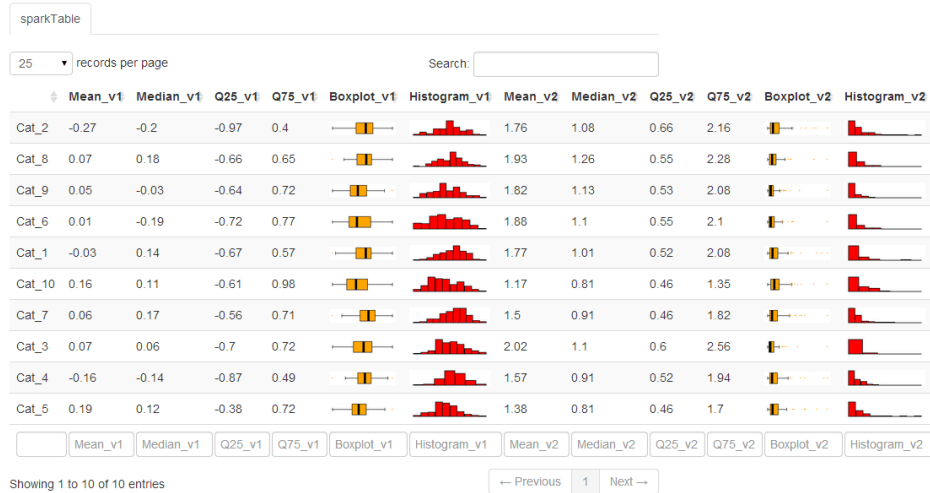 sparkTable
25 records per page Search:
Mean_v1 Median_v1 Q25_v1 Q75_v1 Boxplot_v1 Histogram_v1 Mean_v2 Median_v2 Q25_v2 Q75_v2 Boxplot_v2 Histogram_v2
Cat_2 -0.27 -0.2 -0.97 0.4 1.76 1.08 0.66 2.16
Cat_8 0.07 0.18 -0.66 0.65 1.93 1.26 0.55 2.28
Cat_9 0.05 -0.03 -0.64 0.72 1.82 1.13 0.53 2.08
Cat_6 0.01 -0.19 -0.72 0.77 1.88 1.1 0.55 2.1
Cat_1 -0.03 0.14 -0.67 0.57 1.77 1.01 0.52 2.08
Cat_10 0.16 0.11 -0.61 0.98 1.17 0.81 0.46 1.35
Cat_7 0.06 0.17 -0.56 0.71 1.5 0.91 0.46 1.82
Cat_3 0.07 0.06 -0.7 0.72 2.02 1.1 0.6 2.56
Cat_4 -0.16 -0.14 -0.87 0.49 1.57 0.91 0.52 1.94
Cat_5 0.19 0.12 -0.38 0.72 1.38 0.81 0.46 1.7
Mean_v1 Median_v1 Q25_v1 Q75_v1 Boxplot_v1 Histogram_v1 Mean_v2 Median_v2 Q25_v2 Q75_v2 Boxplot_v2 Histogram_v2
Showing 1 to 10 of 10 entries ← Previous 1 Next →